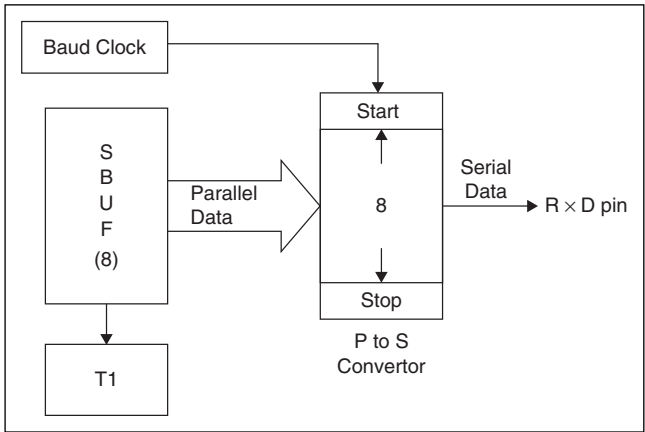 Baud Clock
S
B
U
F
(8)
T1
Parallel
Data
Start
8
Stop
P to S
Convertor
Serial
Data
R × D pin